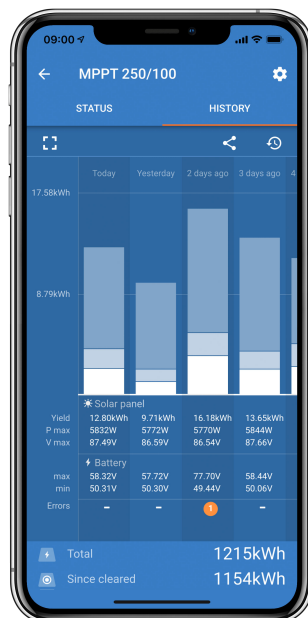 09:00
MPPT 250/100
STATUS HISTORY
Today Yesterday 2 days ago 3 days ago 4
17.58kWh
8.79kWh
Solar panel
Yield 12.80kWh 9.71kWh 16.18kWh 13.65kWh
P max 5832W 5772W 5770W 5844W
V max 87.49V 86.59V 86.54V 87.66V
Battery
max 58.32V 57.72V 77.70V 58.44V
min 50.31V 50.30V 49.44V 50.06V
Errors – – 1 –
Total 1215kWh
Since cleared 1154kWh